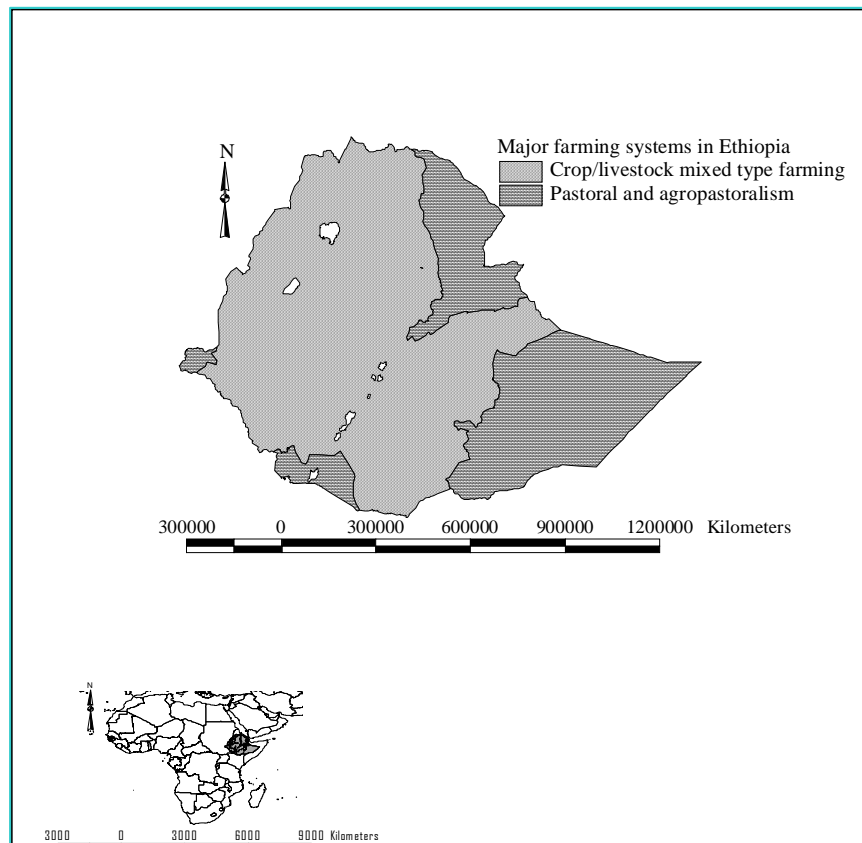 N
Major farming systems in Ethiopia
Crop/livestock mixed type farming
Pastoral and agropastoralism
300000 0 300000 600000 900000 1200000 Kilometers
N
3000 0 3000 6000 9000 Kilometers